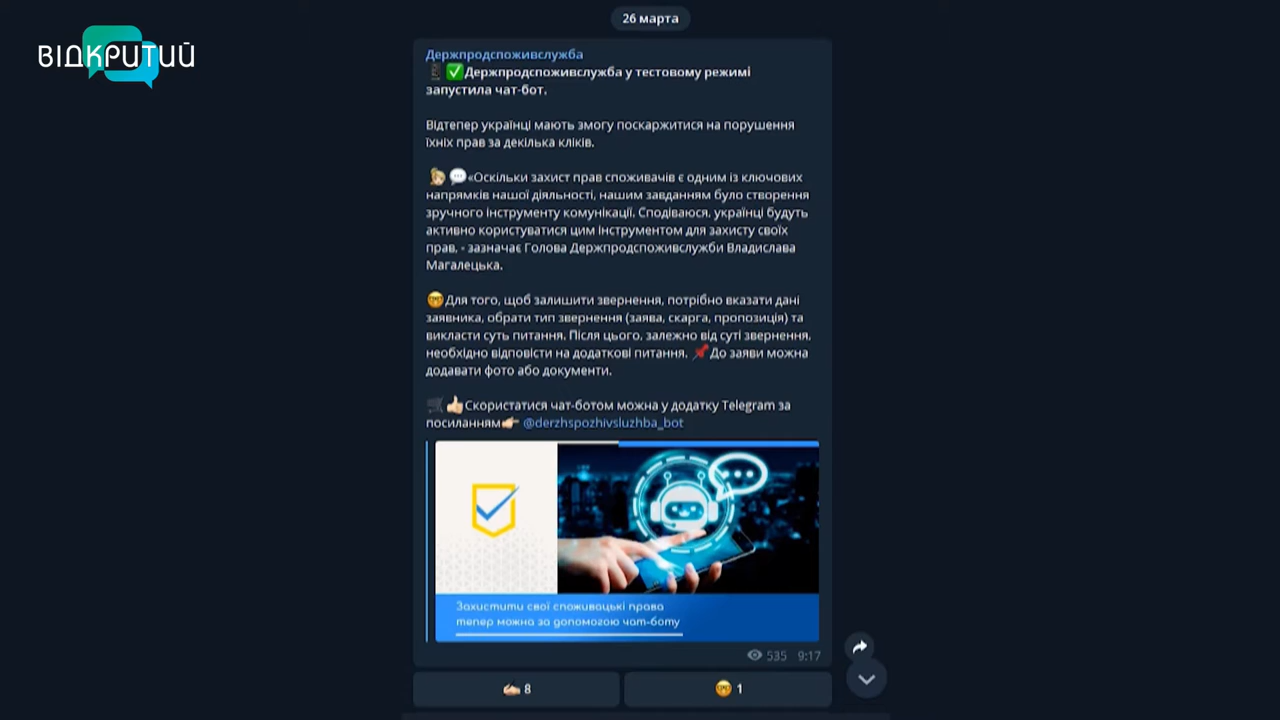 26 марта
ВІДКРИТИЙ
Держпродспоживслужба
📱✅Держпродспоживслужба у тестовому режимі
запустила чат-бот.
Відтепер українці мають змогу поскаржитися на порушення
їхніх прав за декілька кліків.
🙋🏼💬«Оскільки захист прав споживачів є одним із ключових
напрямків нашої діяльності, нашим завданням було створення
зручного інструменту комунікації. Сподіваюся, українці будуть
активно користуватися цим інструментом для захисту своїх
прав, - зазначає Голова Держпродспоживслужби Владислава
Магалецька.
🤓Для того, щоб залишити звернення, потрібно вказати дані
заявника, обрати тип звернення (заява, скарга, пропозиція) та
викласти суть питання. Після цього, залежно від суті звернення,
необхідно відповісти на додаткові питання. 📌До заяви можна
додавати фото або документи.
🛒👍🏻Скористатися чат-ботом можна у додатку Telegram за
посиланням👉🏻 @derzhspozhivsluzhba_bot
Захистити свої споживацькі права
тепер можна за допомогою чат-боту
535 9:17
✍🏻 8
🤓 1